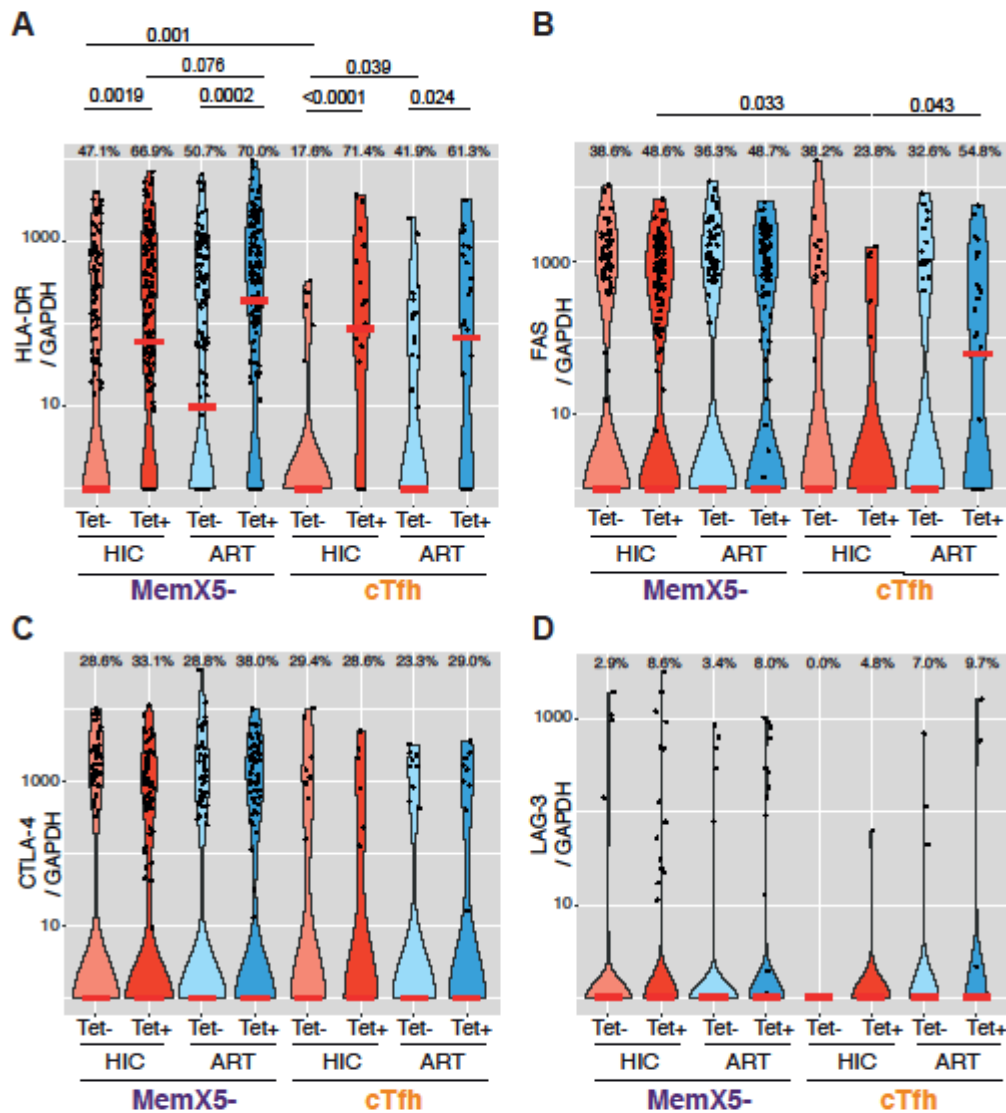 A
0.001
0.076
0.039
0.0019
0.0002
<0.0001
0.024
47.1% 66.9% 50.7% 70.0% 17.6% 71.4% 41.9% 61.3%
1000
10
HLA-DR
/ GAPDH
Tet- Tet+ Tet- Tet+ Tet- Tet+ Tet- Tet+
HIC ART HIC ART
MemX5- cTfh
B
0.033
0.043
38.6% 48.6% 36.3% 48.7% 38.2% 23.8% 32.6% 54.8%
1000
10
FAS
/ GAPDH
Tet- Tet+ Tet- Tet+ Tet- Tet+ Tet- Tet+
HIC ART HIC ART
MemX5- cTfh
C
28.6% 33.1% 28.8% 38.0% 29.4% 28.6% 23.3% 29.0%
1000
10
CTLA-4
/ GAPDH
Tet- Tet+ Tet- Tet+ Tet- Tet+ Tet- Tet+
HIC ART HIC ART
MemX5- cTfh
D
2.9% 8.6% 3.4% 8.0% 0.0% 4.8% 7.0% 9.7%
1000
10
LAG-3
/ GAPDH
Tet- Tet+ Tet- Tet+ Tet- Tet+ Tet- Tet+
HIC ART HIC ART
MemX5- cTfh